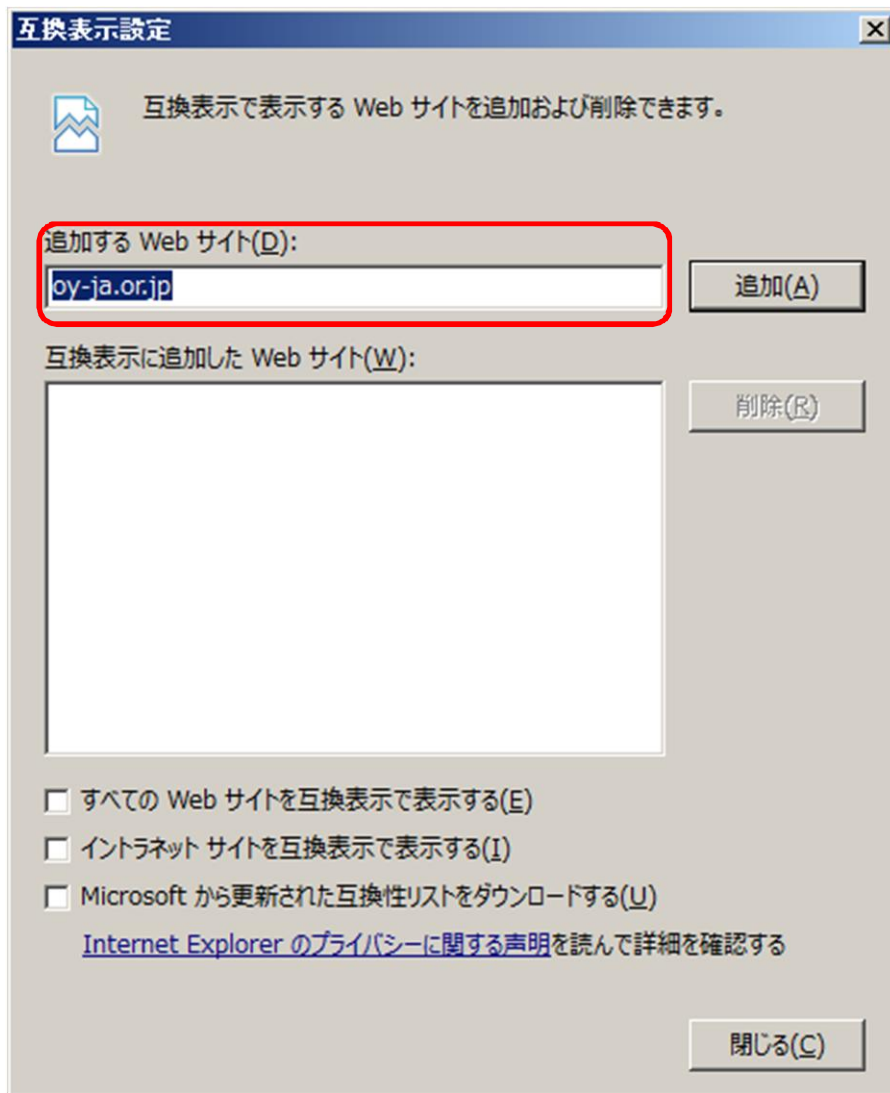 互換表示設定
互換表示で表示する Web サイトを追加および削除できます。
追加する Web サイト(D):
oy-ja.or.jp
追加(A)
互換表示に追加した Web サイト(W):
削除(R)
すべての Web サイトを互換表示で表示する(E)
イントラネット サイトを互換表示で表示する(I)
Microsoft から更新された互換性リストをダウンロードする(U)
Internet Explorer のプライバシーに関する声明を読んで詳細を確認する
閉じる(C)